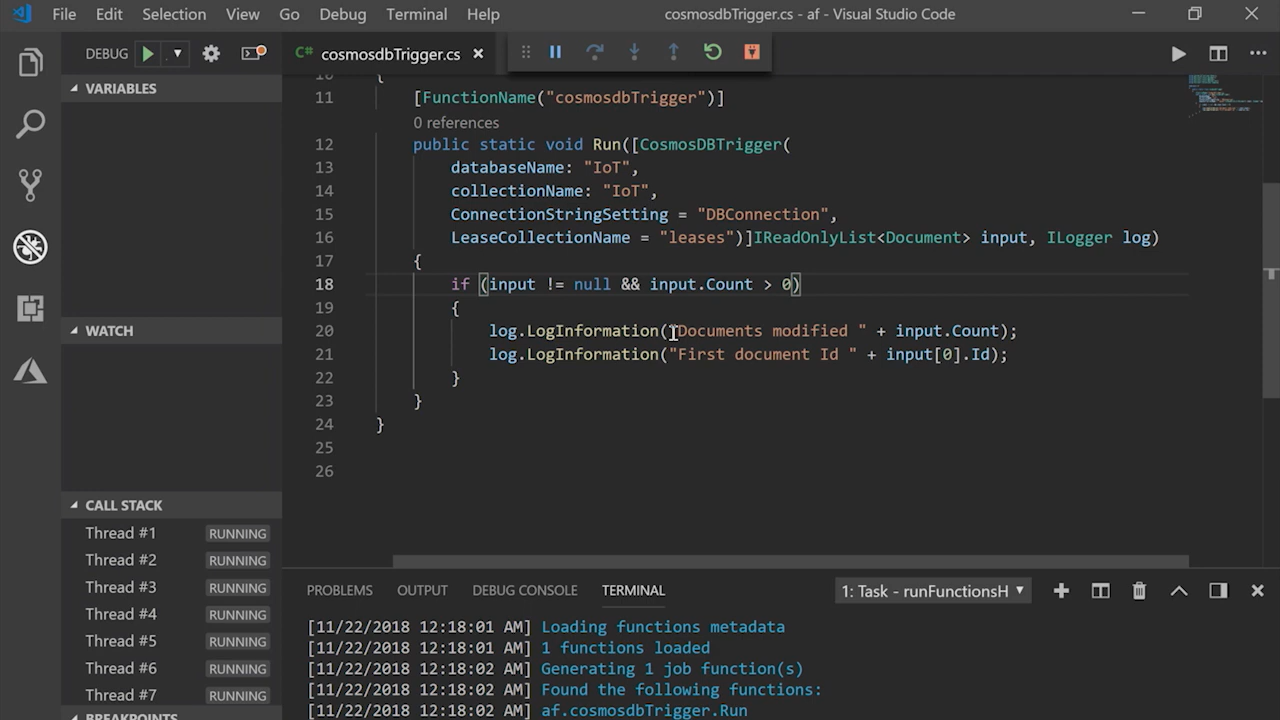 File Edit Selection View Go Debug Terminal Help cosmosdbTrigger.cs - af - Visual Studio Code
DEBUG
C# cosmosdbTrigger.cs
VARIABLES
WATCH
CALL STACK
Thread #1 RUNNING
Thread #2 RUNNING
Thread #3 RUNNING
Thread #4 RUNNING
Thread #5 RUNNING
Thread #6 RUNNING
Thread #7 RUNNING
BREAKPOINTS
10 {
11 [FunctionName("cosmosdbTrigger")]
0 references
12 public static void Run([CosmosDBTrigger(
13 databaseName: "IoT",
14 collectionName: "IoT",
15 ConnectionStringSetting = "DBConnection",
16 LeaseCollectionName = "leases")]IReadOnlyList<Document> input, ILogger log)
17 {
18 if (input != null && input.Count > 0)
19 {
20 log.LogInformation("Documents modified " + input.Count);
21 log.LogInformation("First document Id " + input[0].Id);
22 }
23 }
24 }
25
26
PROBLEMS OUTPUT DEBUG CONSOLE TERMINAL 1: Task - runFunctionsH
[11/22/2018 12:18:01 AM] Loading functions metadata
[11/22/2018 12:18:01 AM] 1 functions loaded
[11/22/2018 12:18:02 AM] Generating 1 job function(s)
[11/22/2018 12:18:02 AM] Found the following functions:
[11/22/2018 12:18:02 AM] af.cosmosdbTrigger.Run